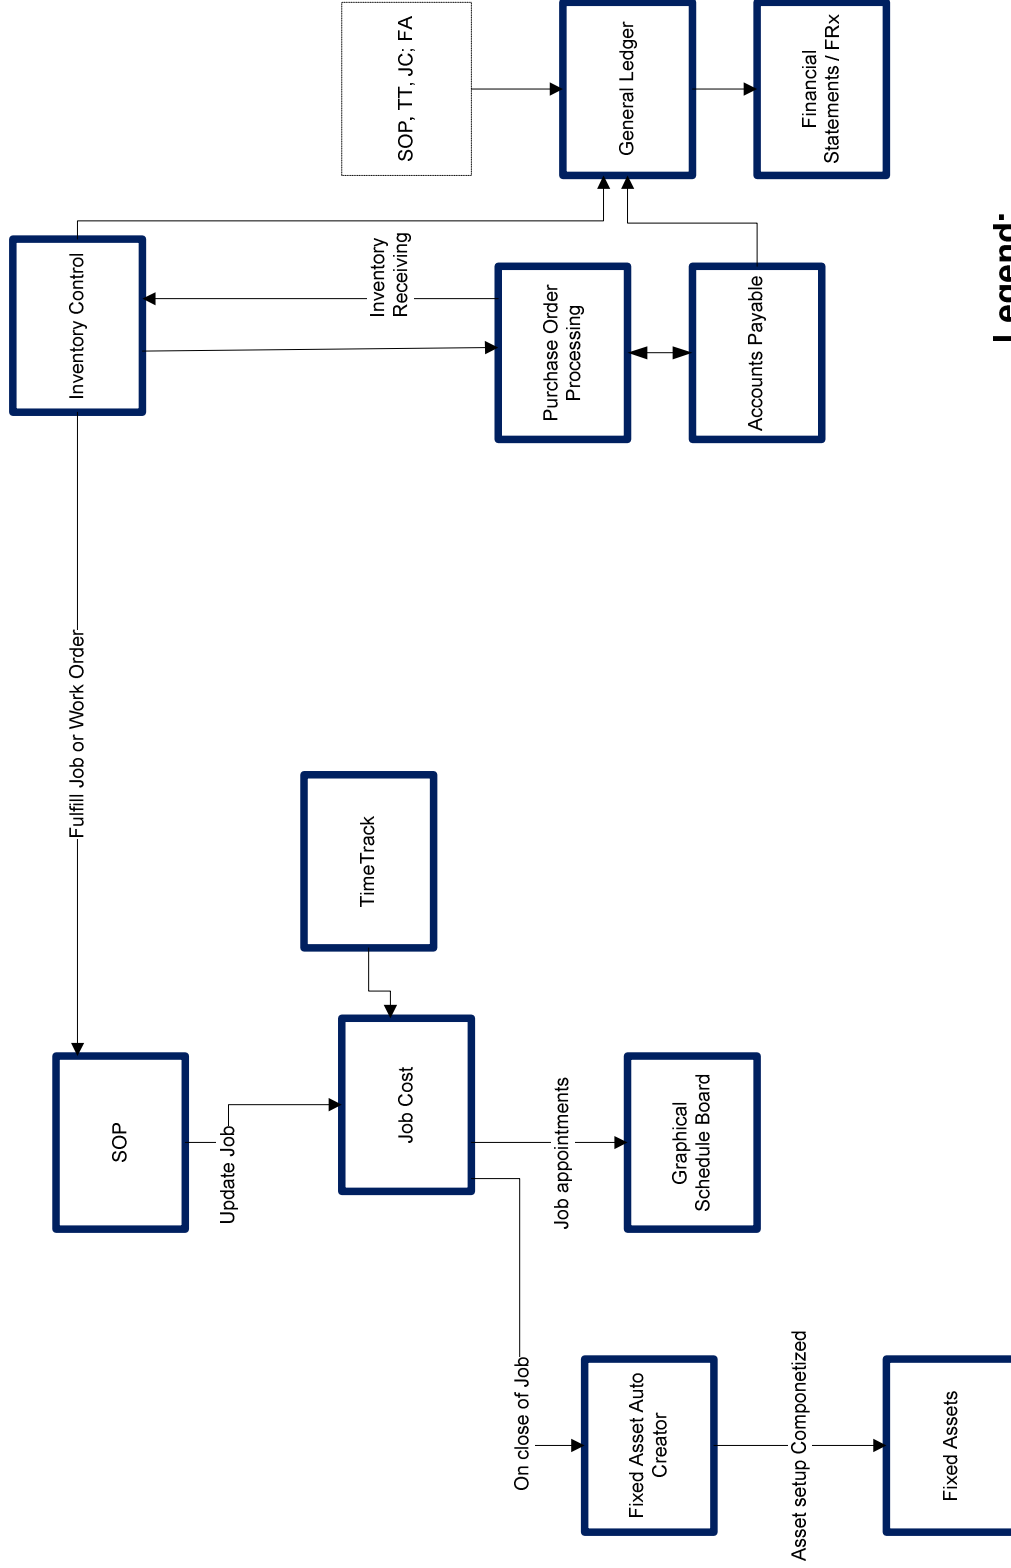 SOP
Fulfill Job or Work Order
Inventory Control
Update Job
Job Cost
TimeTrack
Inventory
Receiving
SOP, TT, JC; FA
On close of Job
Job appointments
Purchase Order
Processing
General Ledger
Fixed Asset Auto
Creator
Graphical
Schedule Board
Accounts Payable
Financial
Statements / FRx
Asset setup Componetized
Fixed Assets
Legend: